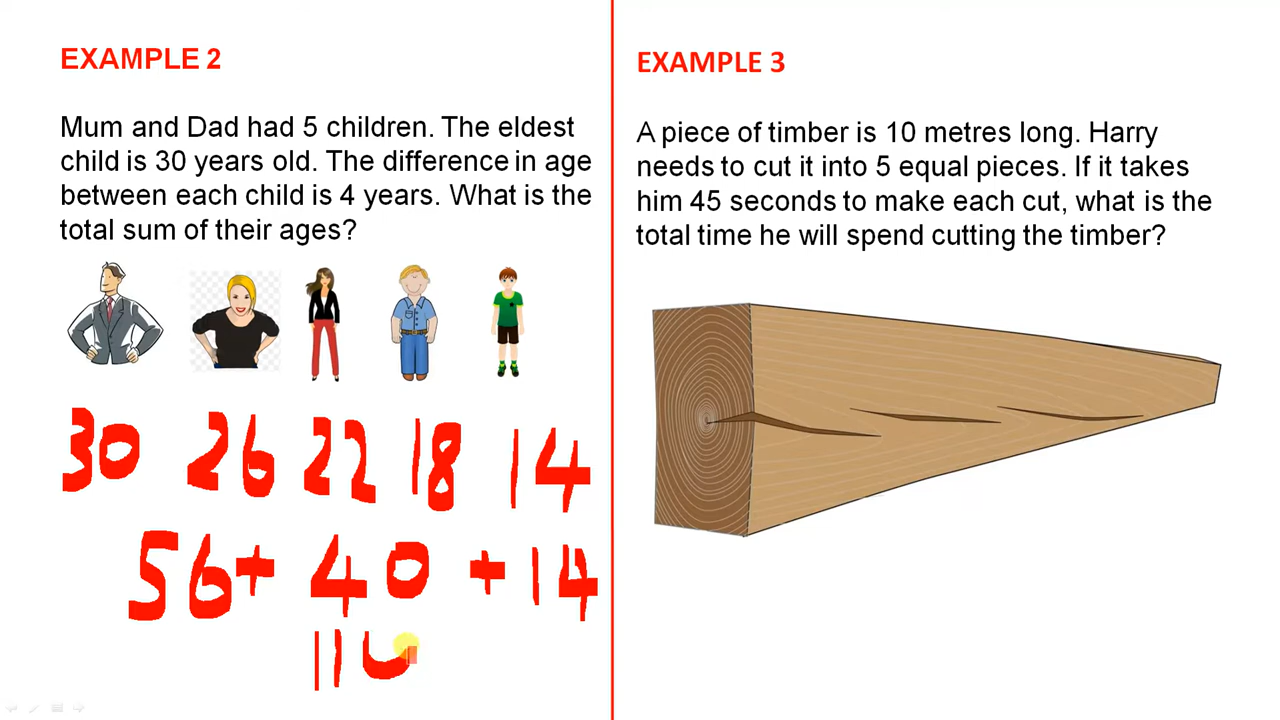 EXAMPLE 2
Mum and Dad had 5 children. The eldest
child is 30 years old. The difference in age
between each child is 4 years. What is the
total sum of their ages?
30 26 22 18 14
56+ 40 + 14
EXAMPLE 3
A piece of timber is 10 metres long. Harry
needs to cut it into 5 equal pieces. If it takes
him 45 seconds to make each cut, what is the
total time he will spend cutting the timber?